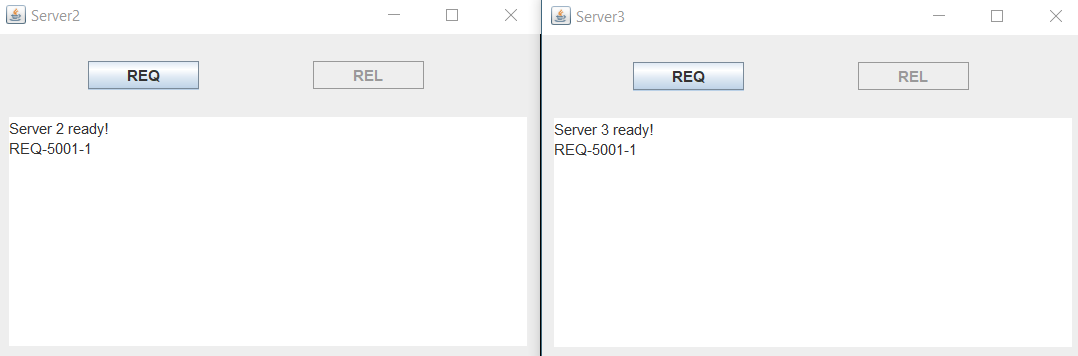 Server2
REQ
REL
Server 2 ready!
REQ-5001-1
Server3
REQ
REL
Server 3 ready!
REQ-5001-1